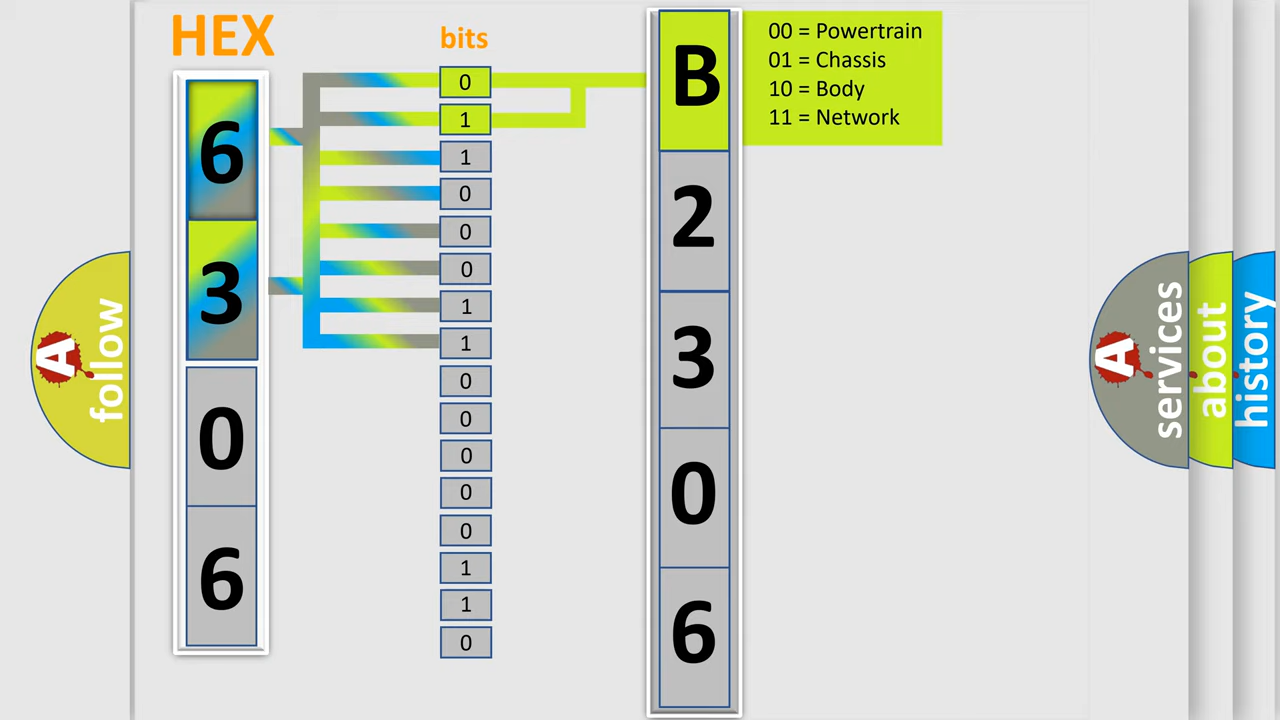 HEX
bits
6
3
0
6
0
1
1
0
0
0
1
1
0
0
0
0
0
1
1
0
B
2
3
0
6
00 = Powertrain
01 = Chassis
10 = Body
11 = Network
A
follow
A
services
about
history